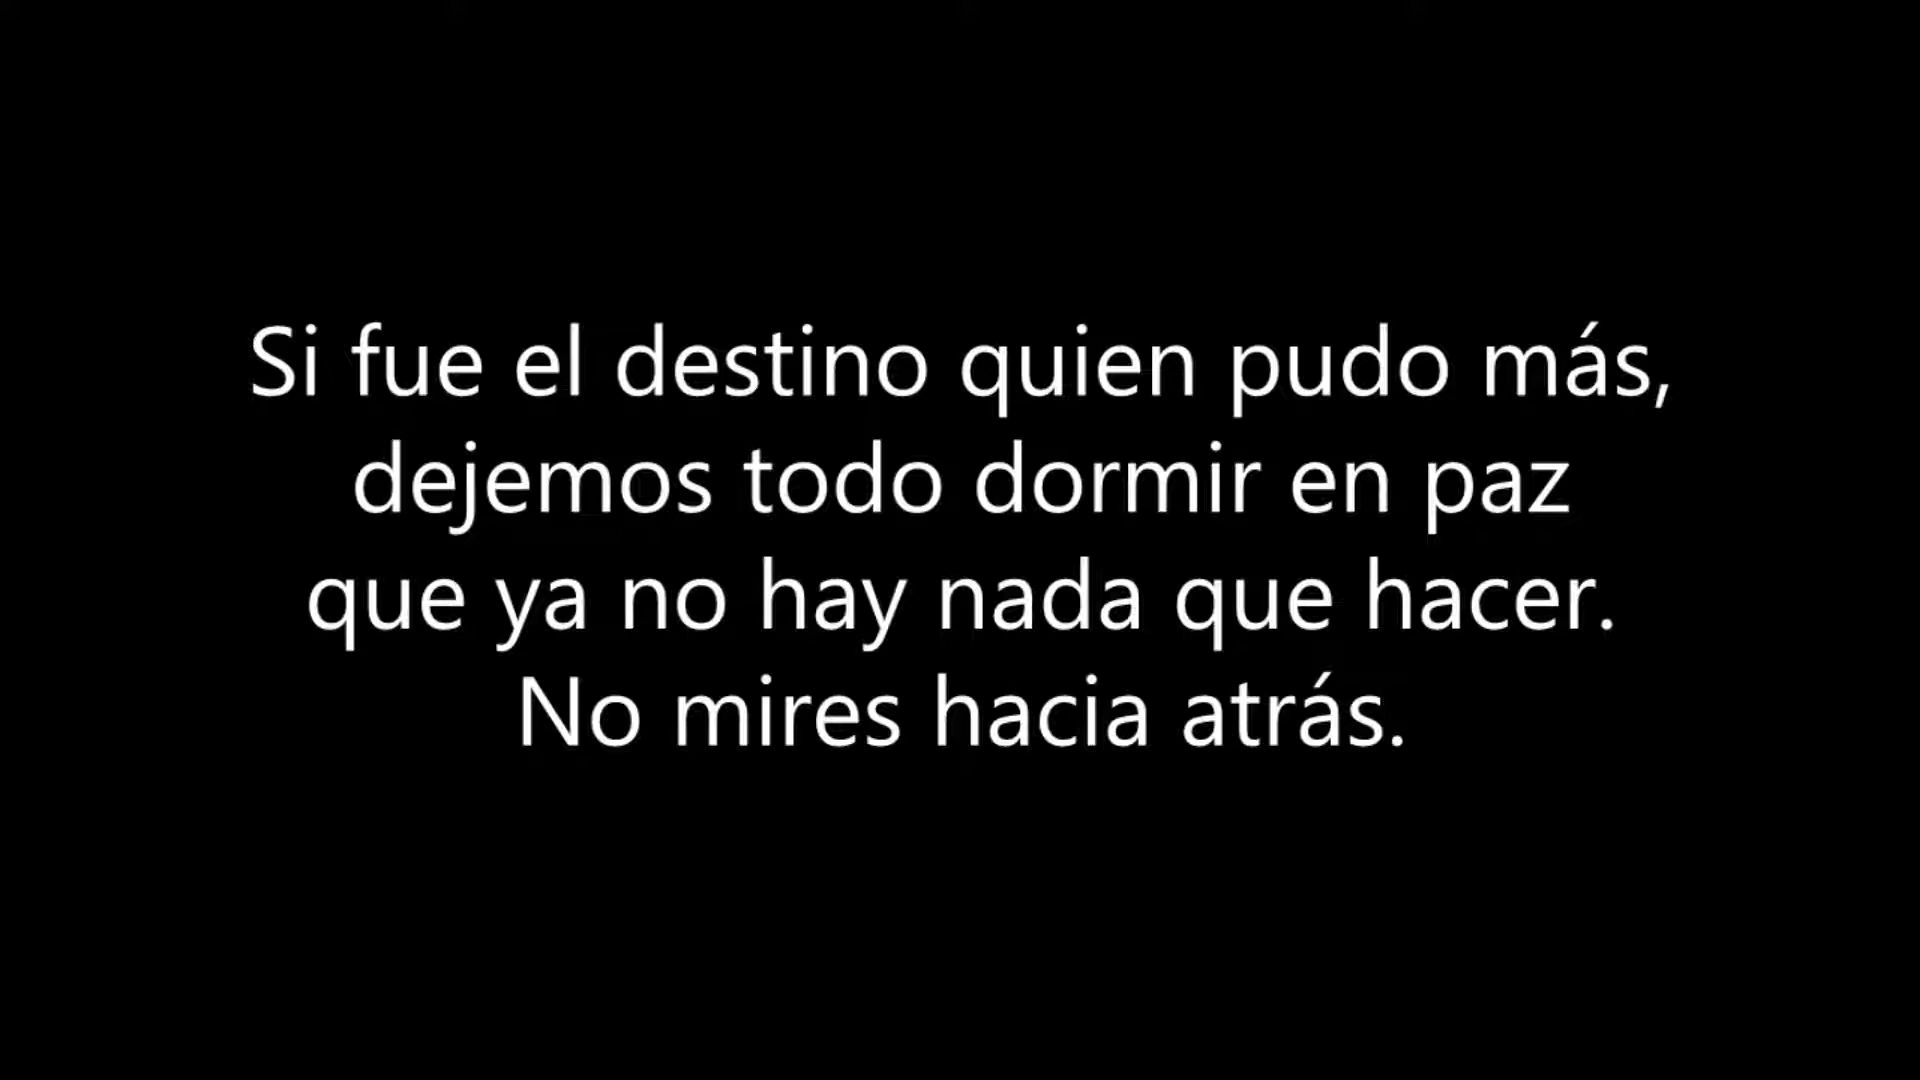 Si fue el destino quien pudo más,
dejemos todo dormir en paz
que ya no hay nada que hacer.
No mires hacia atrás.